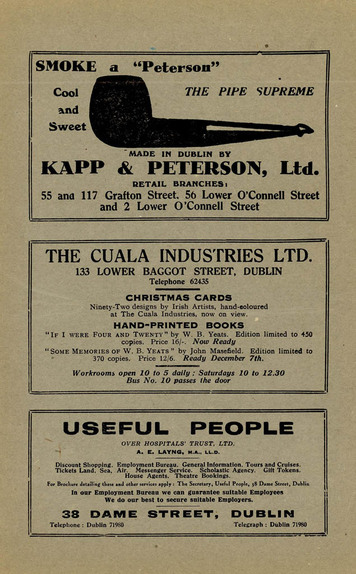 SMOKE a "Peterson"
Cool and Sweet
THE PIPE SUPREME
MADE IN DUBLIN BY
KAPP & PETERSON, Ltd.
RETAIL BRANCHES:
55 and 117 Grafton Street, 56 Lower O'Connell Street
and 2 Lower O'Connell Street
THE CUALA INDUSTRIES LTD.
133 LOWER BAGGOT STREET, DUBLIN
Telephone 62435
CHRISTMAS CARDS
Ninety-Two designs by Irish Artists, hand-coloured
at The Cuala Industries, now on view.
HAND-PRINTED BOOKS
"IF I WERE FOUR AND TWENTY" by W. B. Yeats. Edition limited to 450
copies. Price 16/-. Now Ready
"SOME MEMORIES OF W. B. YEATS" by John Masefield. Edition limited to
370 copies. Price 12/6. Ready December 7th.
Workrooms open 10 to 5 daily; Saturdays 10 to 12.30
Bus No. 10 passes the door
USEFUL PEOPLE
OVER HOSPITALS' TRUST, LTD.
A. E. LAYNG, M.A., LL.D.
Discount Shopping. Employment Bureau. General Information. Tours and Cruises.
Tickets Land, Sea, Air. Messenger Service. Scholastic Agency. Gift Tokens.
House Agents. Theatre Bookings.
For Brochure detailing these and other services apply: The Secretary, Useful People, 38 Dame Street, Dublin.
In our Employment Bureau we can guarantee suitable Employees
We do our best to secure suitable Employers.
38 DAME STREET, DUBLIN
Telephone: Dublin 71980
Telegraph: Dublin 71980